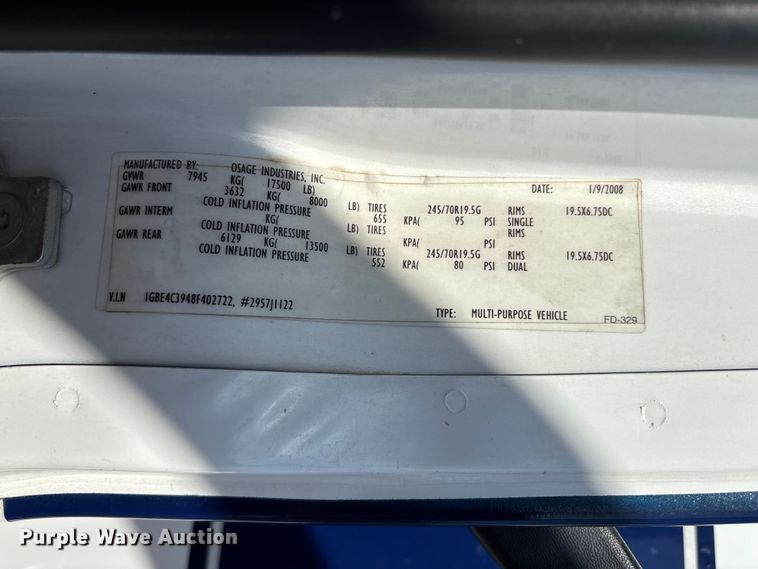 MANUFACTURED BY: OSAGE INDUSTRIES, INC. DATE: 1/9/2008
GVWR 7945 KG( 17500 LB)
GAWR FRONT 3632 KG( 8000 LB) TIRES 245/70R19.5G RIMS 19.5X6.75DC
COLD INFLATION PRESSURE 655 KPA( 95 PSI SINGLE
GAWR INTERM KG( LB) TIRES RIMS
COLD INFLATION PRESSURE KPA( PSI
GAWR REAR 6129 KG( 13500 LB) TIRES 245/70R19.5G RIMS 19.5X6.75DC
COLD INFLATION PRESSURE 552 KPA( 80 PSI DUAL
V.I.N 1GBE4C3948F402722, #2957J1122
TYPE: MULTI-PURPOSE VEHICLE FD-329
Purple Wave Auction